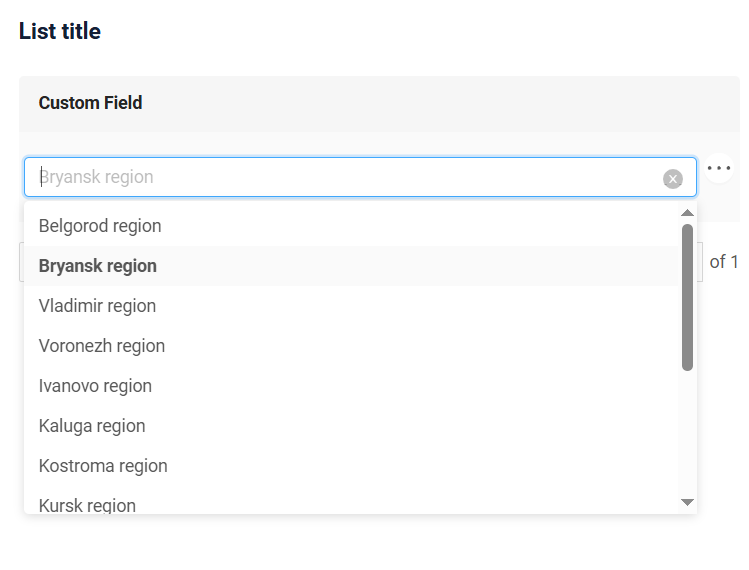 List title
Custom Field
Bryansk region
Belgorod region
Bryansk region
of 1
Vladimir region
Voronezh region
Ivanovo region
Kaluga region
Kostroma region
Kursk region